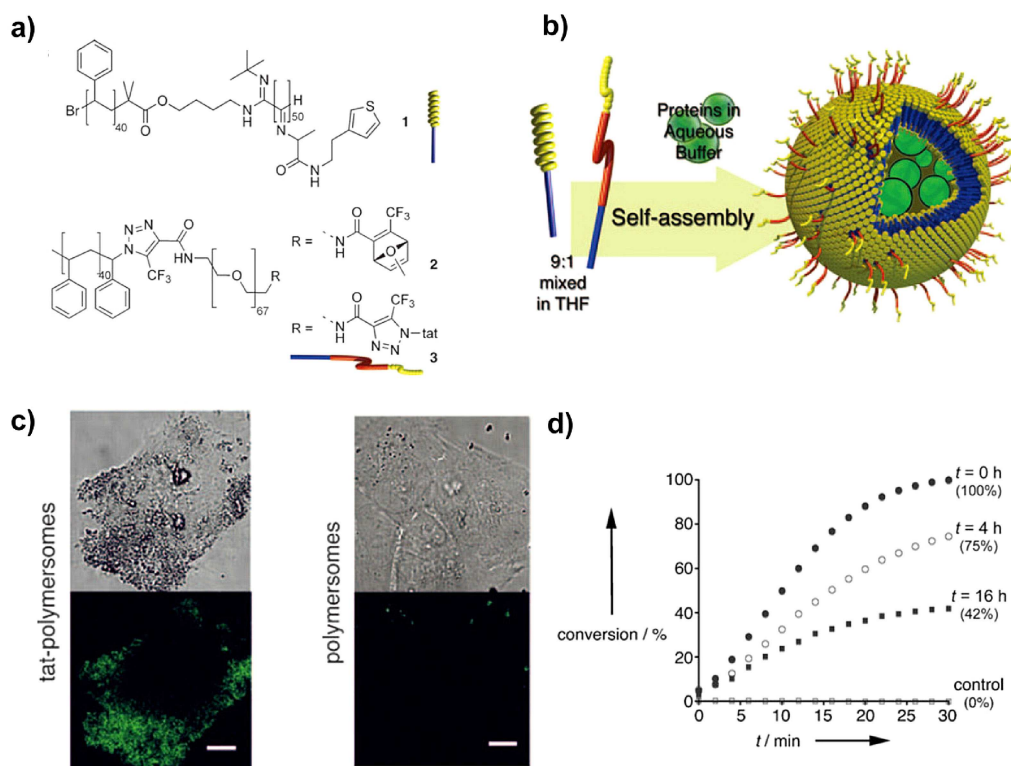 a)
Br
40
O
O
N
H
N
H
50
N
S
O
N
H
1
N
N
N
CF3
O
N
H
40
O
67
R
R =
N
H
O
CF3
O
2
R =
N
H
O
CF3
N
N
N
tat
3
b)
Proteins in
Aqueous
Buffer
Self-assembly
9:1
mixed
in THF
c)
tat-polymersomes
polymersomes
d)
100
80
60
40
20
0
conversion / %
t = 0 h
(100%)
t = 4 h
(75%)
t = 16 h
(42%)
control
(0%)
0 5 10 15 20 25 30
t / min